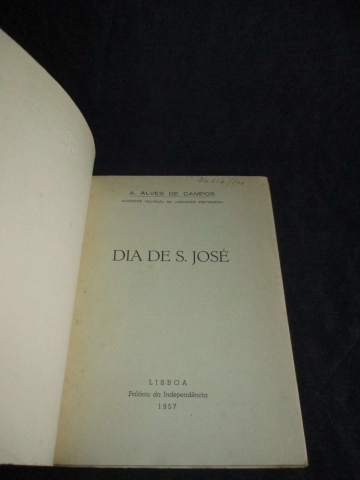 A. ALVES DE CAMPOS
DIA DE S. JOSÉ
LISBOA
Palácio da Independência
1957